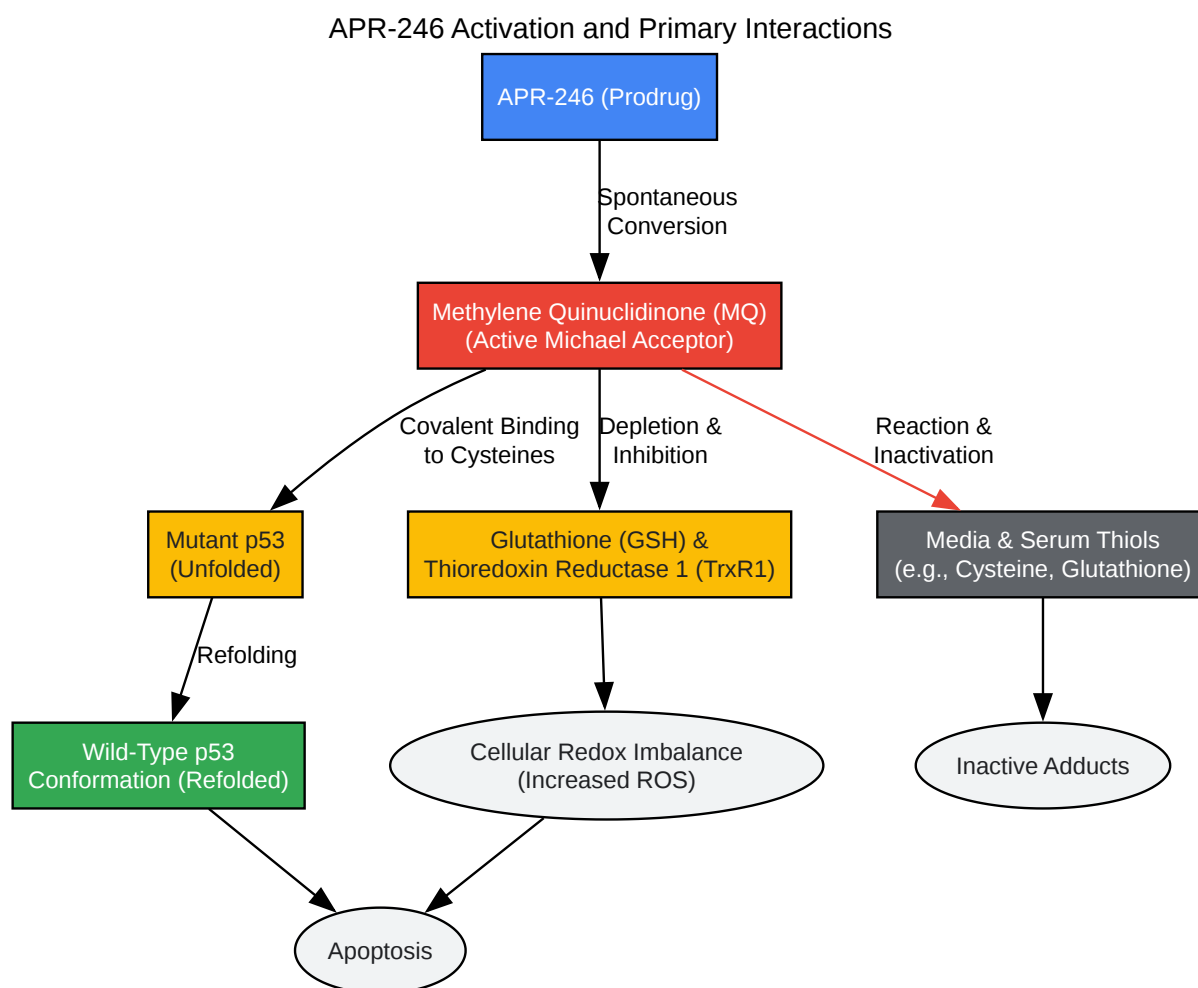 APR-246 Activation and Primary Interactions
APR-246 (Prodrug)
Spontaneous
Conversion
Methylene Quinuclidinone (MQ)
(Active Michael Acceptor)
Covalent Binding
to Cysteines
Depletion &
Inhibition
Reaction &
Inactivation
Mutant p53
(Unfolded)
Glutathione (GSH) &
Thioredoxin Reductase 1 (TrxR1)
Media & Serum Thiols
(e.g., Cysteine, Glutathione)
Refolding
Wild-Type p53
Conformation (Refolded)
Cellular Redox Imbalance
(Increased ROS)
Inactive Adducts
Apoptosis